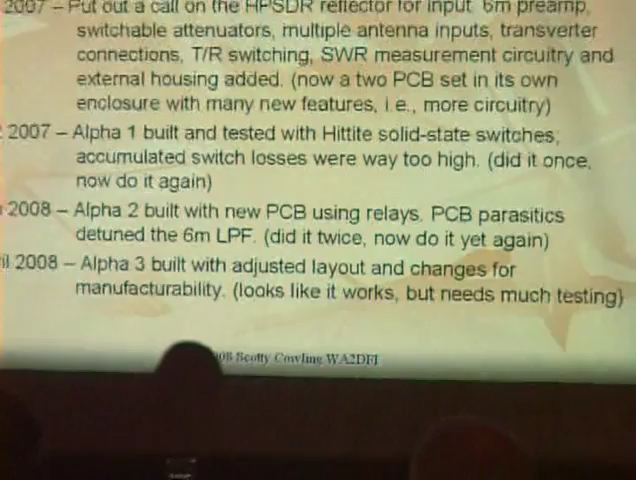 2007 – Put out a call on the HPSDR reflector for input. 6m preamp,
switchable attenuators, multiple antenna inputs, transverter
connections, T/R switching, SWR measurement circuitry and
external housing added. (now a two PCB set in its own
enclosure with many new features, i.e., more circuitry)
2007 – Alpha 1 built and tested with Hittite solid-state switches,
accumulated switch losses were way too high. (did it once,
now do it again)
2008 – Alpha 2 built with new PCB using relays. PCB parasitics
detuned the 6m LPF. (did it twice, now do it yet again)
il 2008 – Alpha 3 built with adjusted layout and changes for
manufacturability. (looks like it works, but needs much testing)
08 Scotty Cowling WA2DFI